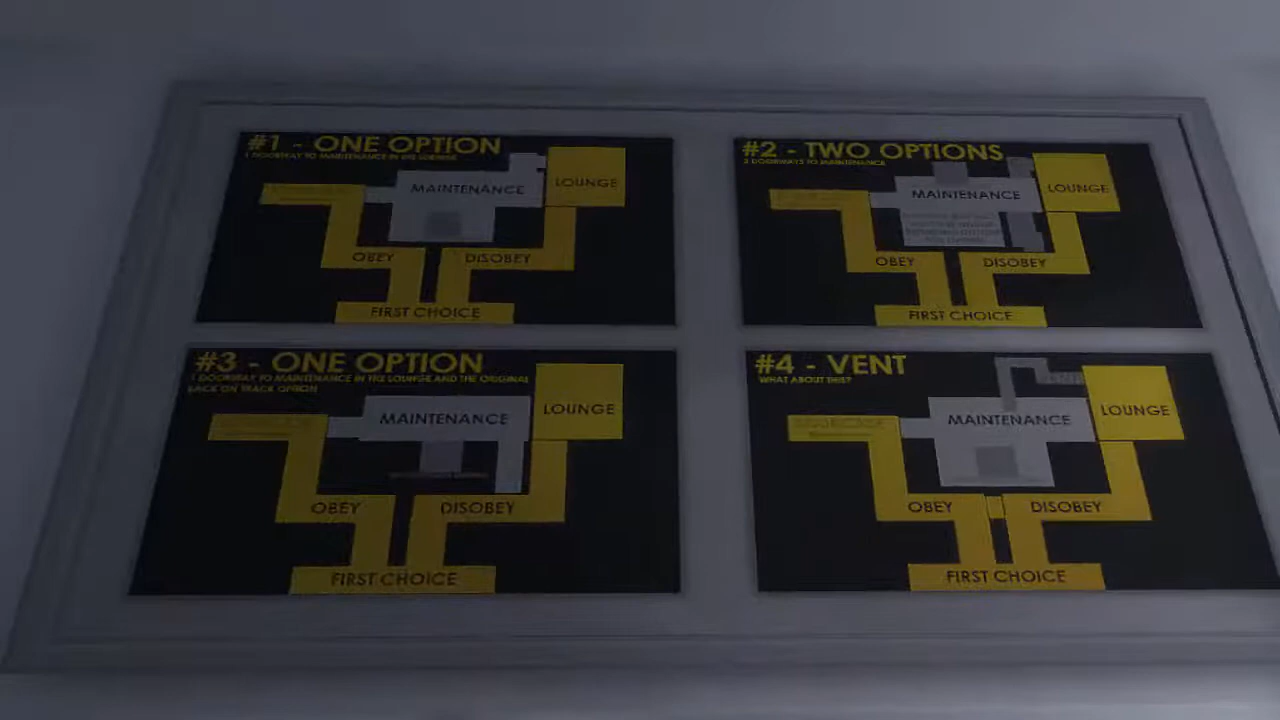 #1 - ONE OPTION
1 DOORWAY TO MAINTENANCE IN THE LOUNGE
MAINTENANCE
LOUNGE
OBEY
DISOBEY
FIRST CHOICE
#2 - TWO OPTIONS
2 DOORWAYS TO MAINTENANCE
MAINTENANCE
LOUNGE
OBEY
DISOBEY
FIRST CHOICE
#3 - ONE OPTION
1 DOORWAY TO MAINTENANCE IN THE LOUNGE AND THE ORIGINAL
BACK ON TRACK OPTION
MAINTENANCE
LOUNGE
OBEY
DISOBEY
FIRST CHOICE
#4 - VENT
WHAT ABOUT THIS?
VENT
MAINTENANCE
LOUNGE
OBEY
DISOBEY
FIRST CHOICE